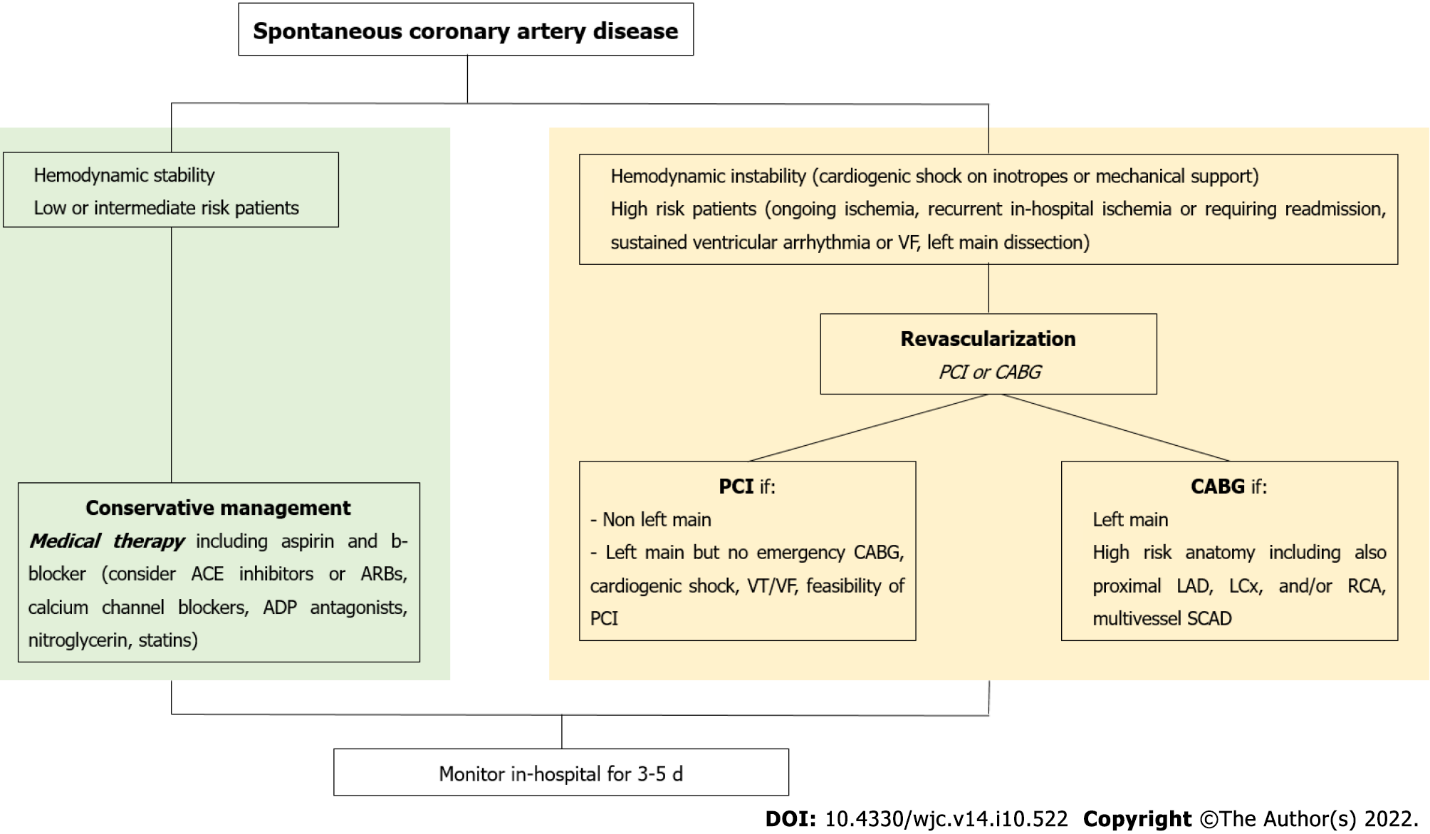 Spontaneous coronary artery disease
Hemodynamic stability
Low or intermediate risk patients
Hemodynamic instability (cardiogenic shock on inotropes or mechanical support)
High risk patients (ongoing ischemia, recurrent in-hospital ischemia or requiring readmission,
sustained ventricular arrhythmia or VF, left main dissection)
Revascularization
PCI or CABG
Conservative management
Medical therapy including aspirin and b-
blocker (consider ACE inhibitors or ARBs,
calcium channel blockers, ADP antagonists,
nitroglycerin, statins)
PCI if:
- Non left main
- Left main but no emergency CABG,
cardiogenic shock, VT/VF, feasibility of
PCI
CABG if:
Left main
High risk anatomy including also
proximal LAD, LCx, and/or RCA,
multivessel SCAD
Monitor in-hospital for 3-5 d
DOI: 10.4330/wjc.v14.i10.522 Copyright ©The Author(s) 2022.